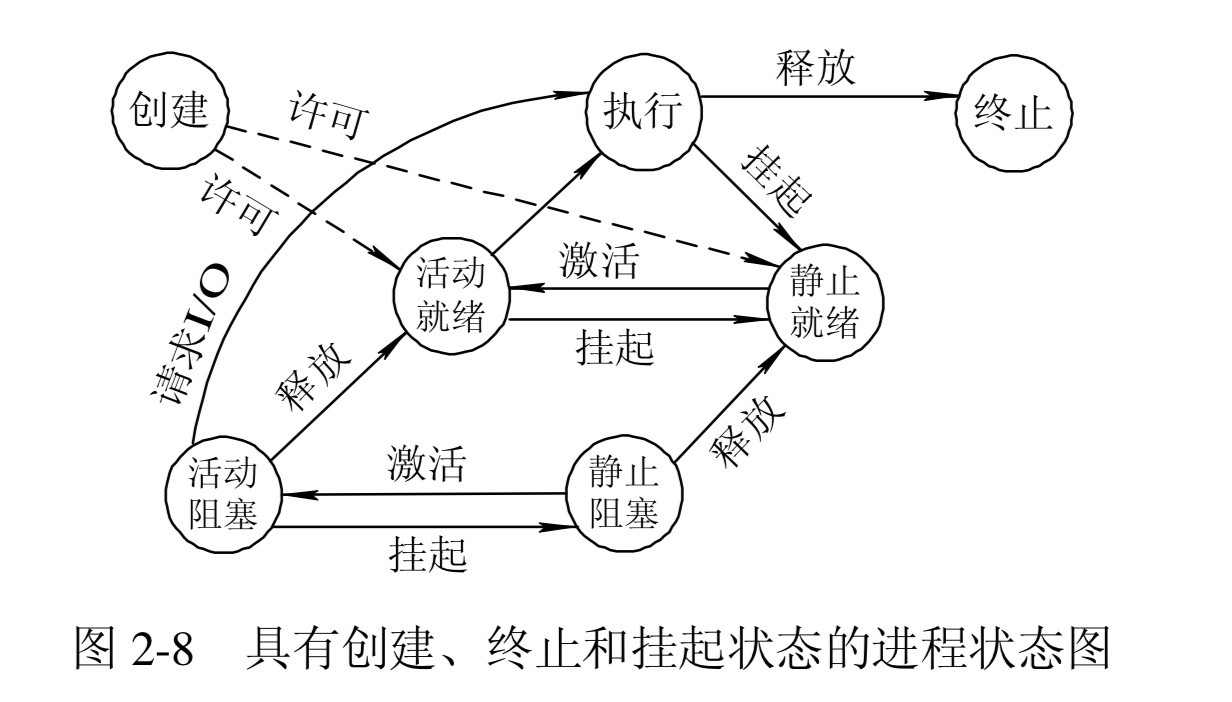 创建
许可
执行
释放
终止
许可
挂起
请求I/O
活动
就绪
激活
挂起
静止
就绪
释放
释放
活动
阻塞
激活
挂起
静止
阻塞
图 2-8 具有创建、终止和挂起状态的进程状态图